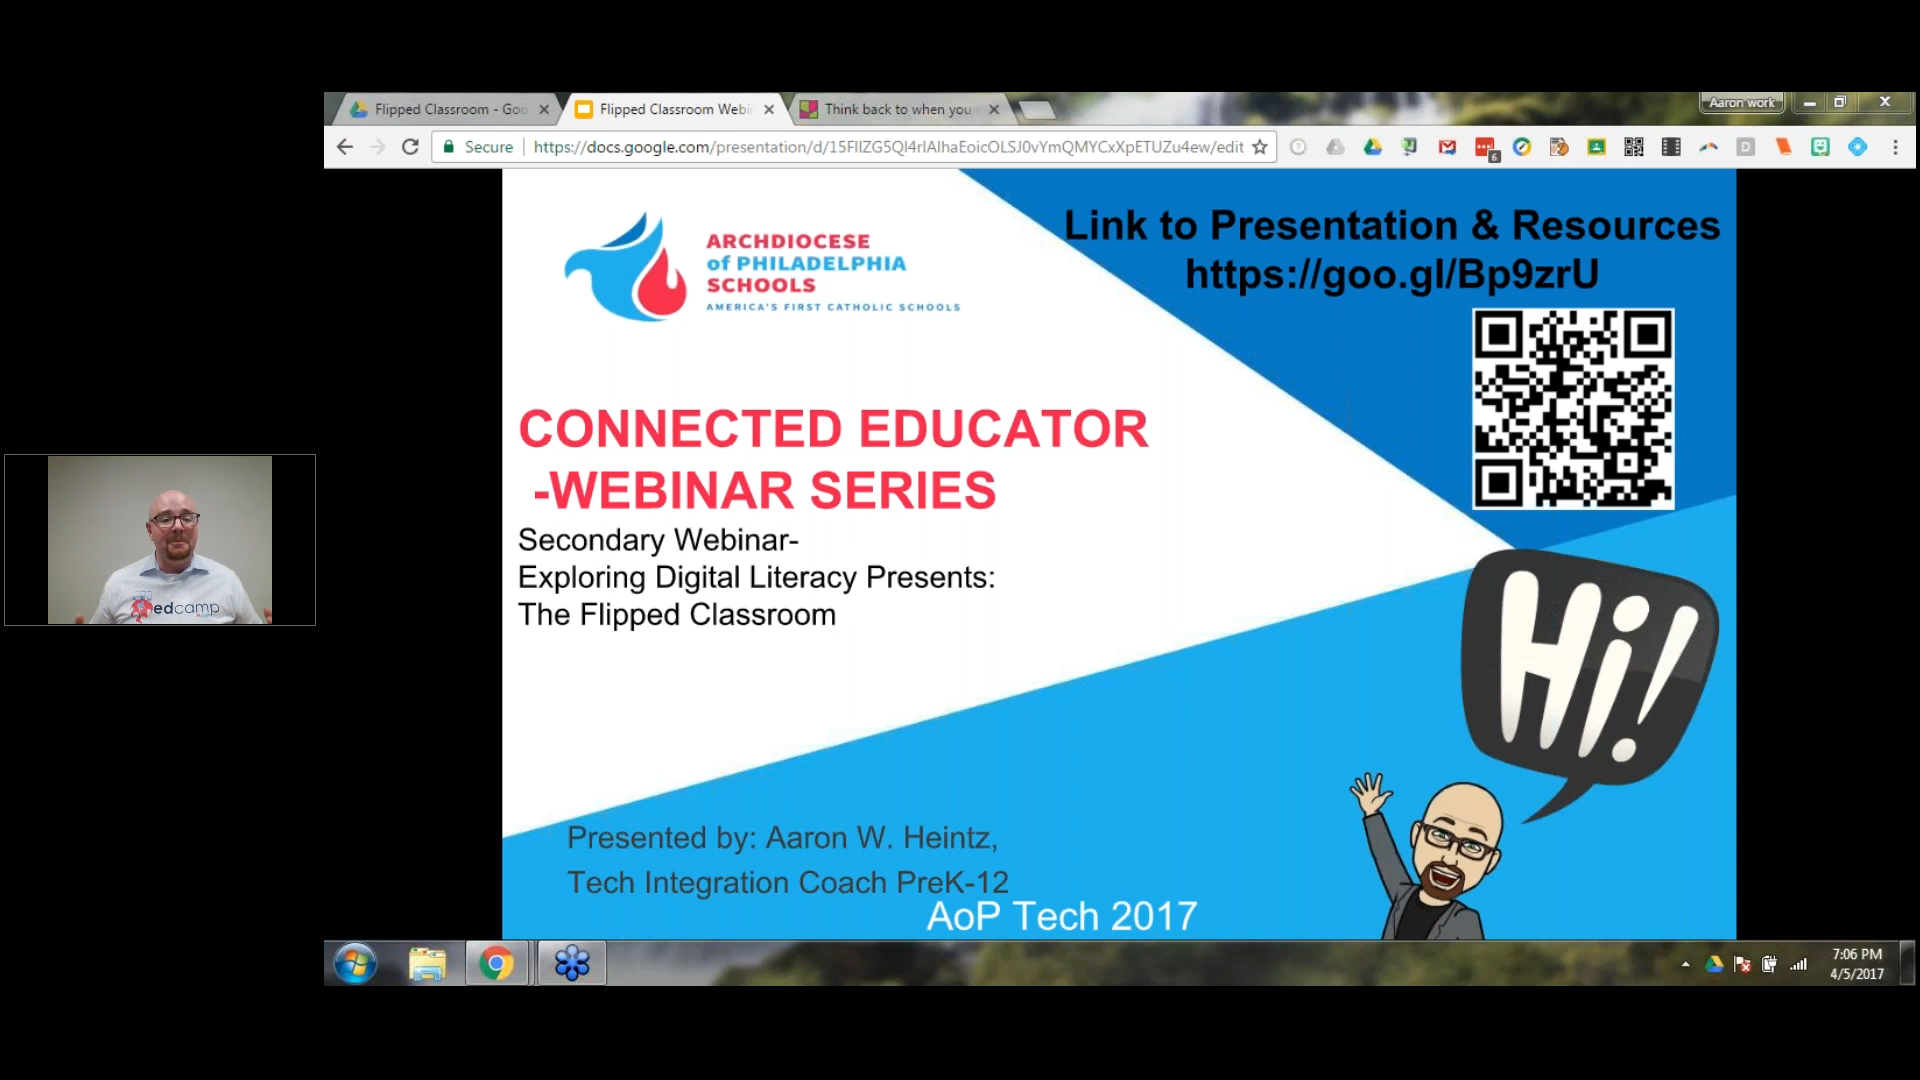 Flipped Classroom - Goo
Flipped Classroom Webi
Think back to when you
Aaron work
Secure
https://docs.google.com/presentation/d/15FIIZG5Ql4rIAIhaEoicOLSJ0vYmQMYCxXpETUZu4ew/edit
6
D
ARCHDIOCESE
of PHILADELPHIA
SCHOOLS
AMERICA'S FIRST CATHOLIC SCHOOLS
Link to Presentation & Resources
https://goo.gl/Bp9zrU
CONNECTED EDUCATOR
-WEBINAR SERIES
Secondary Webinar-
Exploring Digital Literacy Presents:
The Flipped Classroom
edcamp
Hi!
Presented by: Aaron W. Heintz,
Tech Integration Coach PreK-12
AoP Tech 2017
7:06 PM
4/5/2017